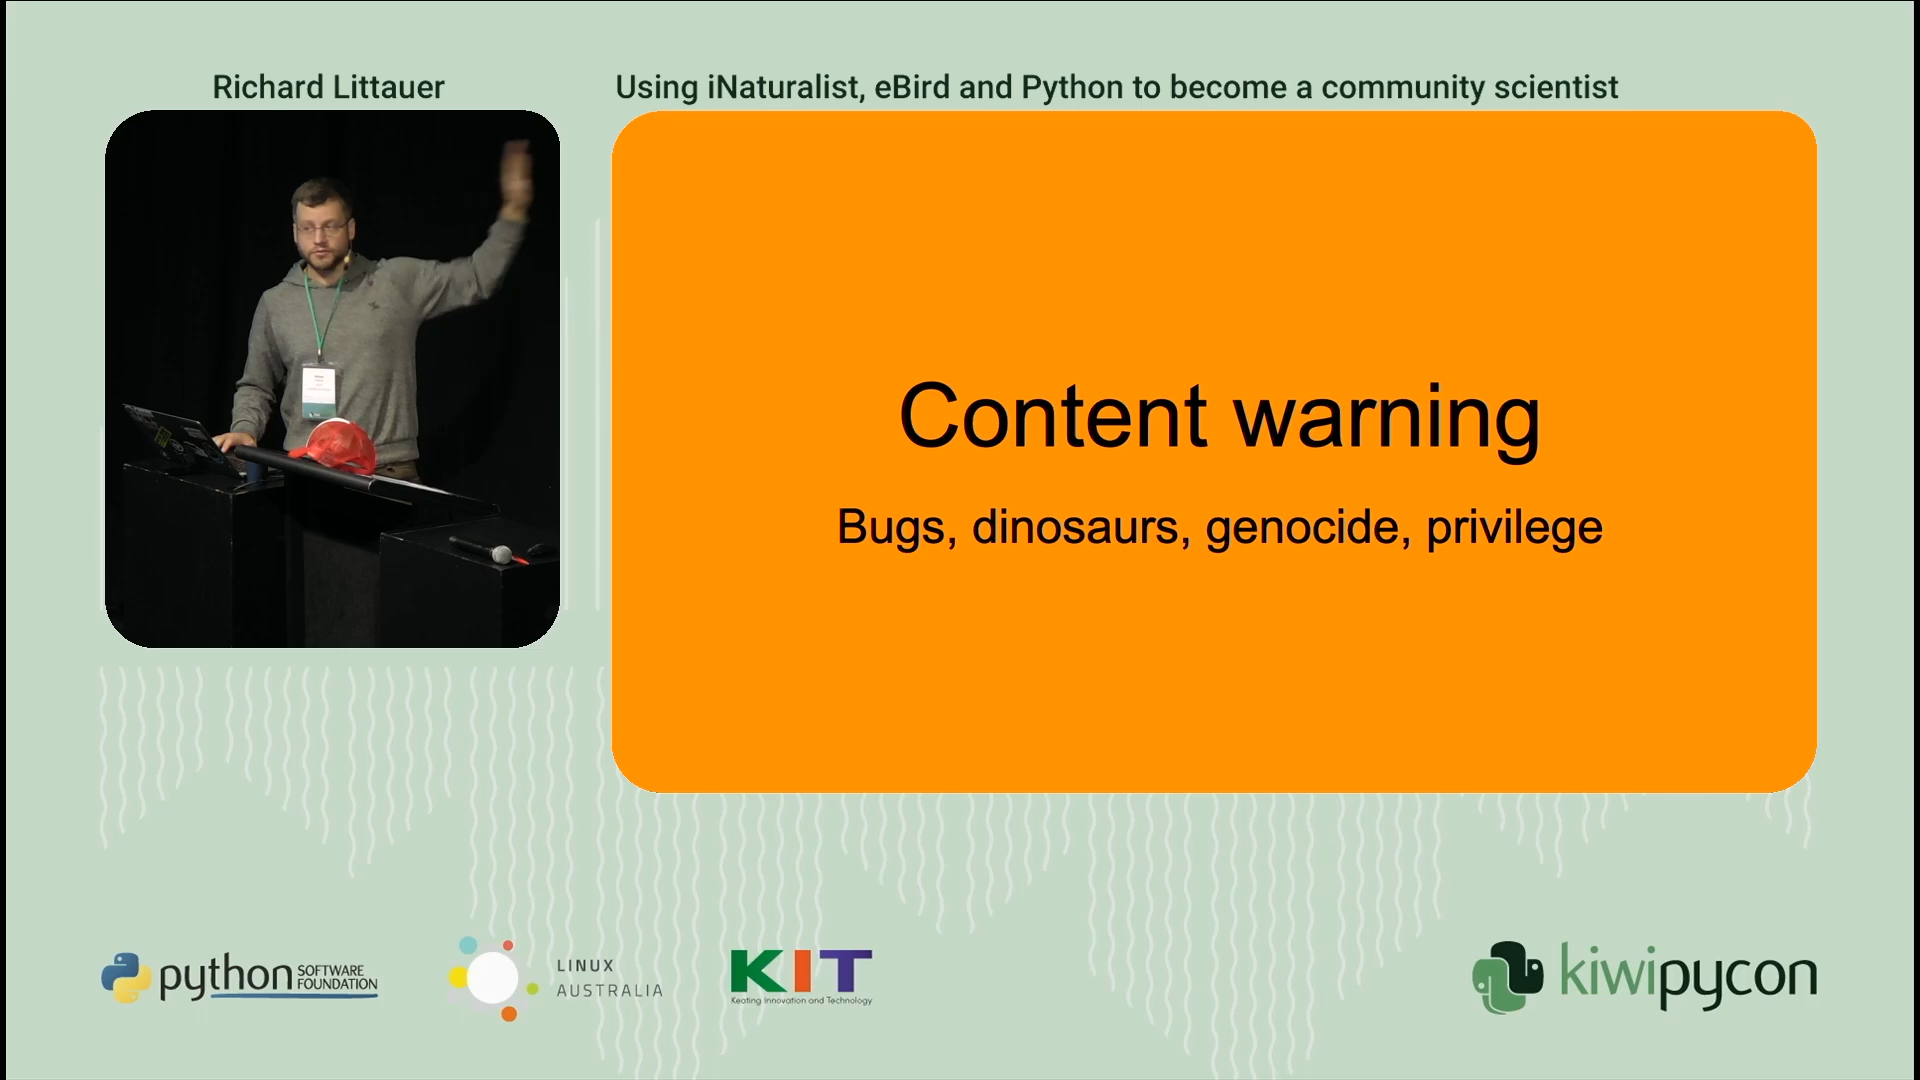 Richard Littauer
Using iNaturalist, eBird and Python to become a community scientist
Content warning
Bugs, dinosaurs, genocide, privilege
python SOFTWARE FOUNDATION
LINUX AUSTRALIA
KIT
Keating Innovation and Technology
kiwipycon